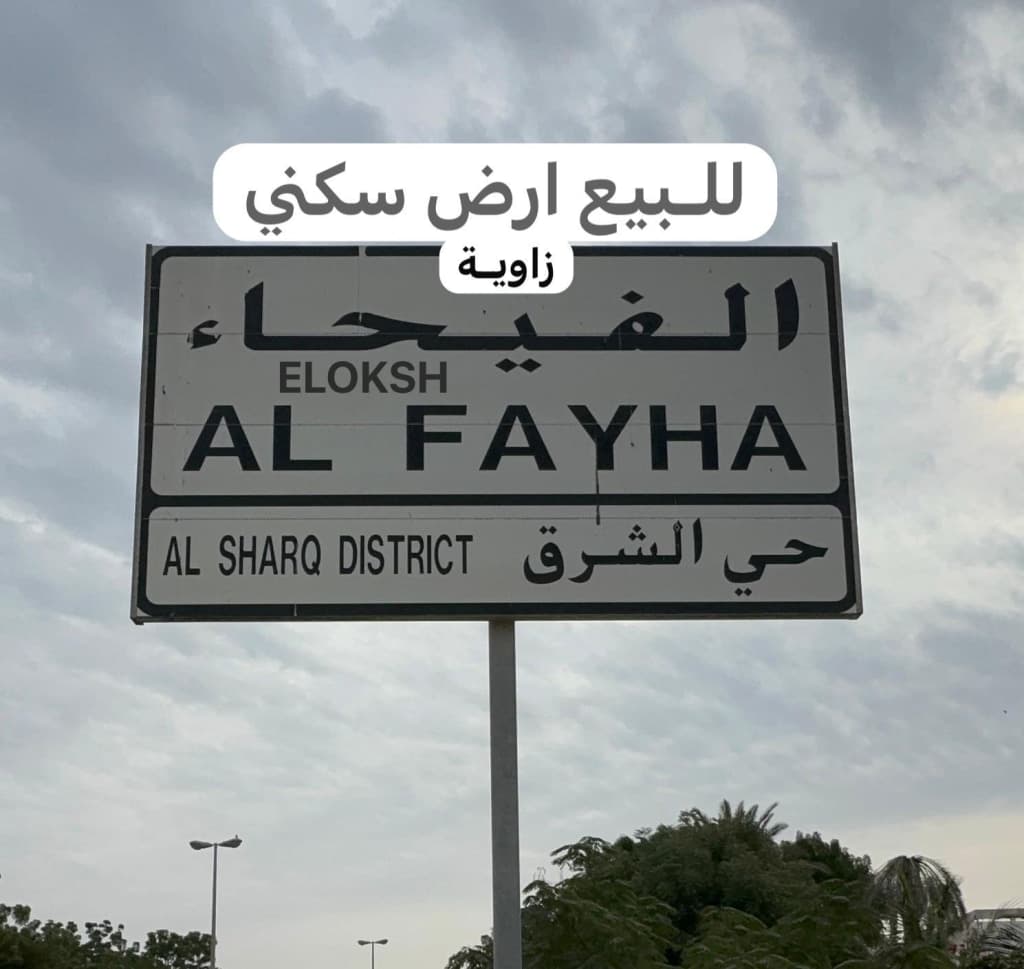 للبيع ارض سكني
زاوية
الفيحاء
ELOKSH
AL FAYHA
AL SHARQ DISTRICT حي الشرق